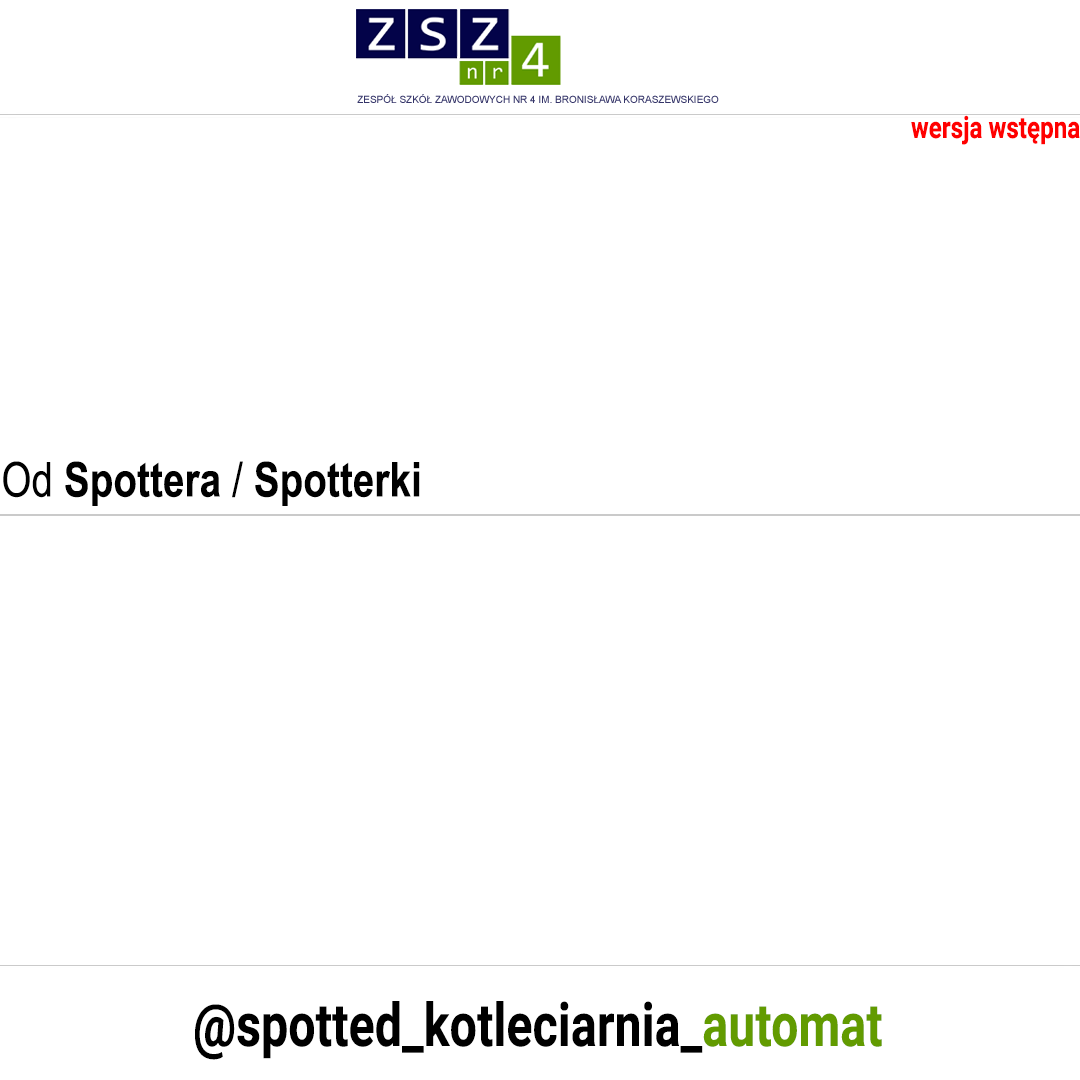 ZSZ
nr 4
ZESPÓŁ SZKÓŁ ZAWODOWYCH NR 4 IM. BRONISŁAWA KORASZEWSKIEGO
wersja wstępna
Od Spottera / Spotterki
@spotted_kotleciarnia_automat